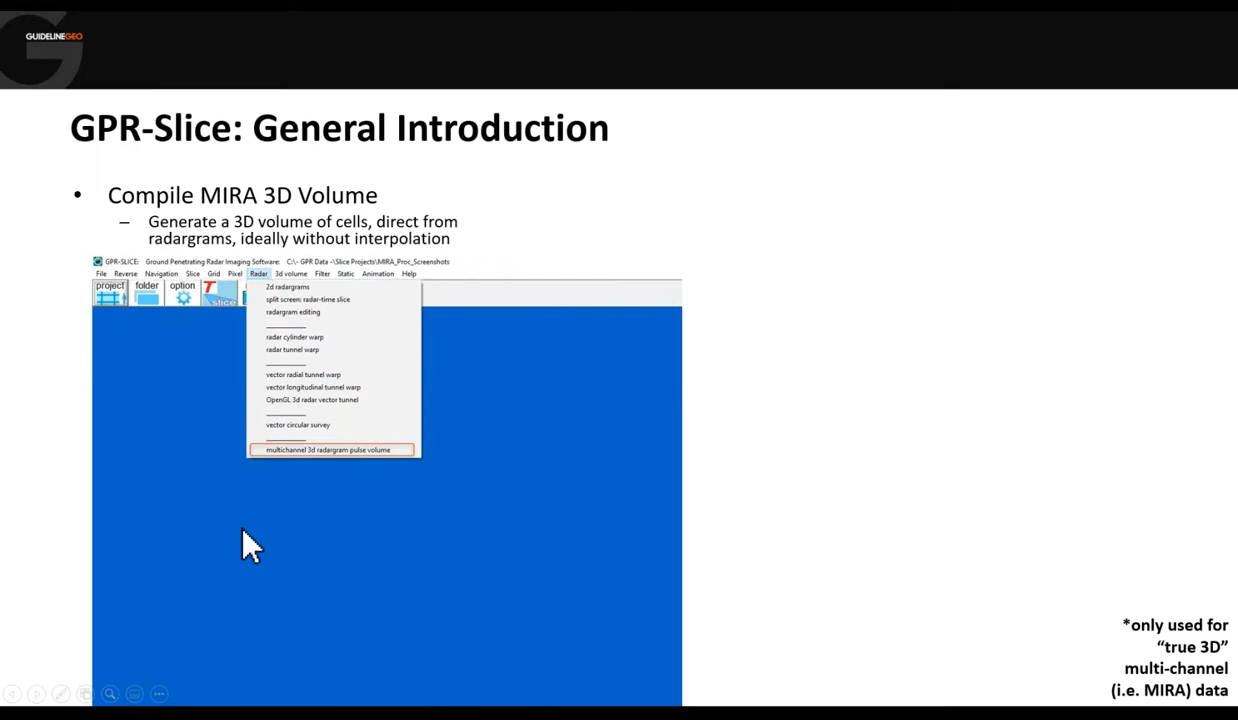 GUIDELINEGEO
GPR-Slice: General Introduction
• Compile MIRA 3D Volume
– Generate a 3D volume of cells, direct from
radargrams, ideally without interpolation
GPR-SLICE: Ground Penetrating Radar Imaging Software: C:\- GPR Data -\Slice Projects\MIRA_Proc_Screenshots
File Reverse Navigation Slice Grid Pixel Radar 3d volume Filter Static Animation Help
project folder option T slice
2d radargrams
split screen: radar-time slice
radargram editing
radar cylinder warp
radar tunnel warp
vector radial tunnel warp
vector longitudinal tunnel warp
OpenGL 3d radar vector tunnel
vector circular survey
multichannel 3d radargram pulse volume
*only used for
“true 3D”
multi-channel
(i.e. MIRA) data